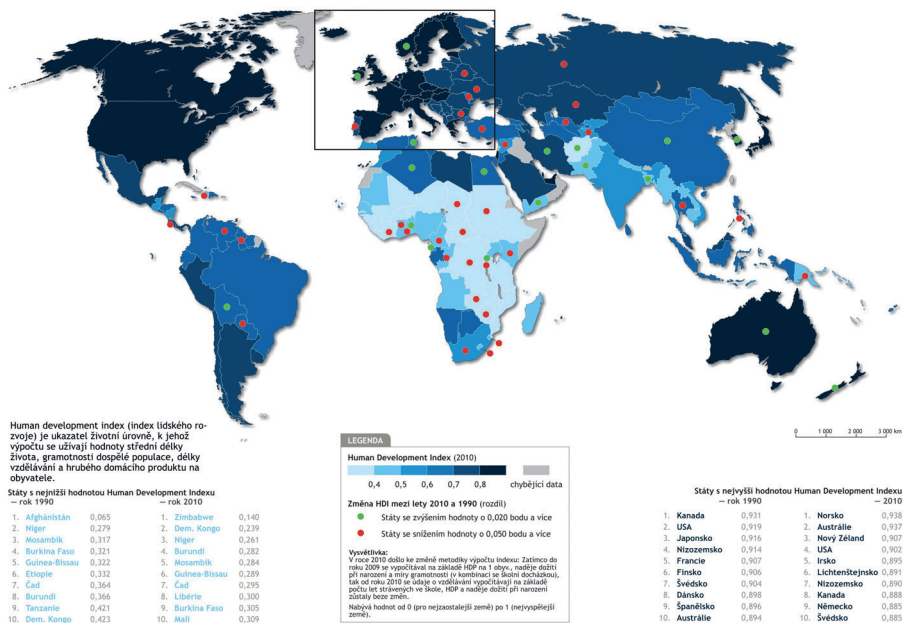 0 1 000 2 000 3 000 km
Human development index (index lidského ro-
zvoje) je ukazatel životní úrovně, k jehož
výpočtu se užívají hodnoty střední délky
života, gramotnosti dospělé populace, délky
vzdělávání a hrubého domácího produktu na
obyvatele.
Státy s nejnižší hodnotou Human Development Indexu
— rok 1990
1. Afghánistán 0,065
2. Niger 0,279
3. Mosambik 0,317
4. Burkina Faso 0,321
5. Guinea-Bissau 0,322
6. Etiopie 0,332
7. Čad 0,364
8. Burundi 0,366
9. Tanzanie 0,421
10. Dem. Kongo 0,423
— rok 2010
1. Zimbabwe 0,140
2. Dem. Kongo 0,239
3. Niger 0,261
4. Burundi 0,282
5. Mosambik 0,284
6. Guinea-Bissau 0,289
7. Čad 0,295
8. Libérie 0,300
9. Burkina Faso 0,305
10. Mali 0,309
LEGENDA
Human Development Index (2010)
0,4 0,5 0,6 0,7 0,8 chybějící data
Změna HDI mezi lety 2010 a 1990 (rozdíl)
Státy se zvýšením hodnoty o 0,020 bodu a více
Státy se snížením hodnoty o 0,050 bodu a více
Vysvětlivka:
V roce 2010 došlo ke změně metodiky výpočtu indexu: Zatímco do
roku 2009 se vypočítával na základě HDP na 1 obyv., naděje dožití
při narození a míry gramotnosti (v kombinaci se školní docházkou),
tak od roku 2010 se údaj o vzdělávání vypočítává na základě
počtu let strávených ve škole, HDP a naděje dožití při narození
zůstaly beze změn.
Nabývá hodnot od 0 (pro nejzaostalejší země) po 1 (nejvyspělejší
země).
Státy s nejvyšší hodnotou Human Development Indexu
— rok 1990
1. Kanada 0,931
2. USA 0,919
3. Japonsko 0,916
4. Nizozemsko 0,914
5. Francie 0,907
6. Finsko 0,906
7. Švédsko 0,904
8. Dánsko 0,898
9. Španělsko 0,896
10. Austrálie 0,894
— 2010
1. Norsko 0,938
2. Austrálie 0,937
3. Nový Zéland 0,907
4. USA 0,902
5. Irsko 0,895
6. Lichtenštejnsko 0,891
7. Nizozemsko 0,890
8. Kanada 0,888
9. Německo 0,885
10. Švédsko 0,885